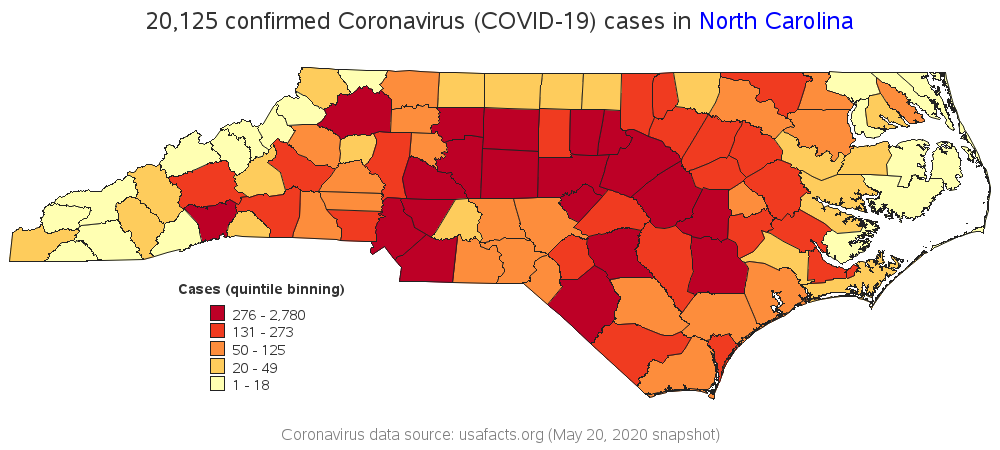 20,125 confirmed Coronavirus (COVID-19) cases in North Carolina
Cases (quintile binning)
276 - 2,780
131 - 273
50 - 125
20 - 49
1 - 18
Coronavirus data source: usafacts.org (May 20, 2020 snapshot)